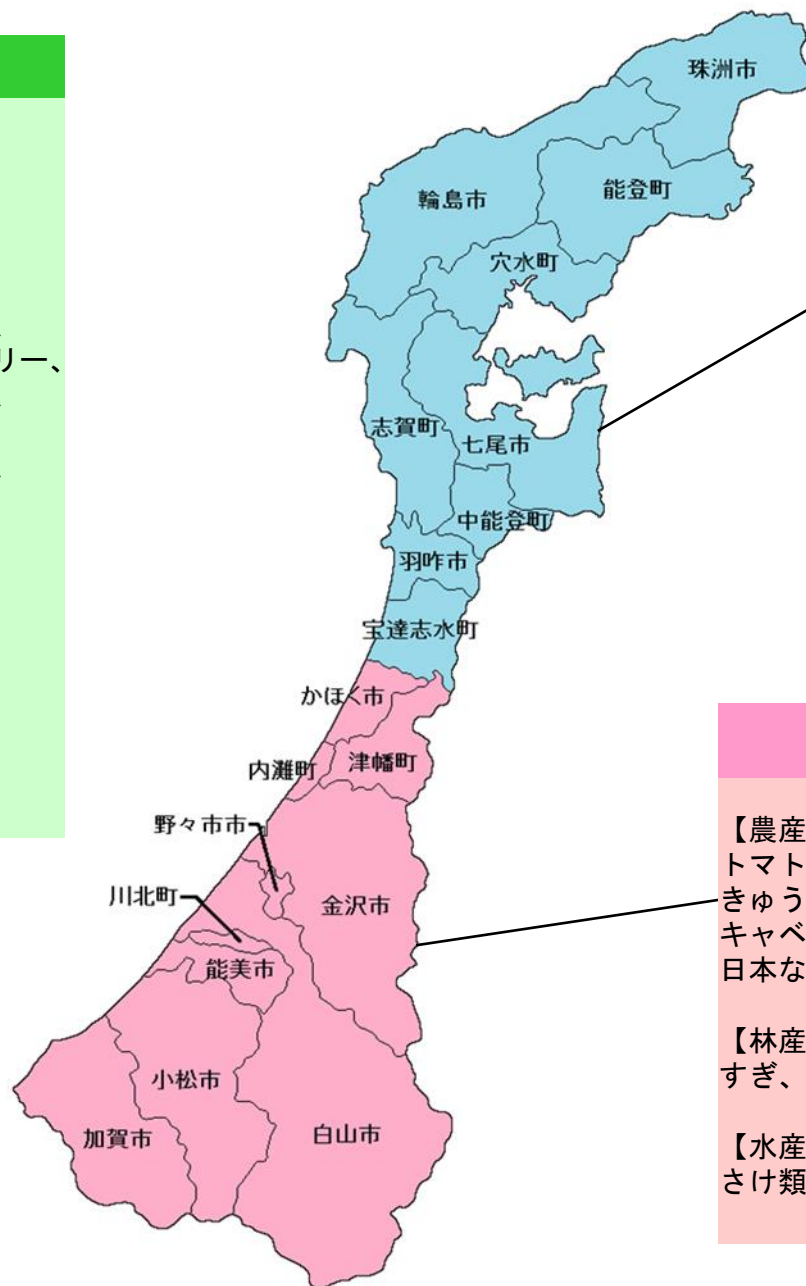 珠洲市
能登町
輪島市
穴水町
リー、
志賀町
七尾市
中能登町
羽咋市
宝達志水町
かほく市
内灘町
津幡町
野々市市
川北町
金沢市
能美市
小松市
加賀市
白山市
【農産
トマト
きゅう
キャベ
日本な
【林産
すぎ、
【水産
さけ類